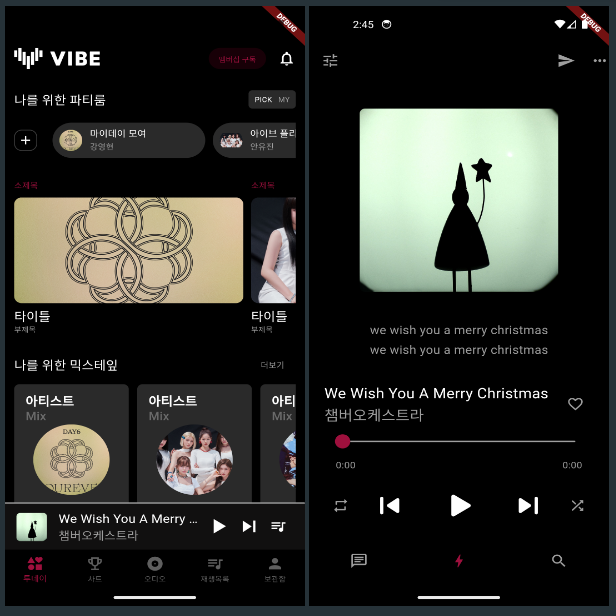 DEBUG
VIBE
멤버십 구독
나를 위한 파티룸
PICK MY
마이데이 모여
강영현
아이브 플리
안유진
소제목
소제목
타이틀
부제목
타이틀
부제목
나를 위한 믹스테잎
더보기
아티스트
Mix
아티스트
Mix
아티
Mix
DAY6
We Wish You A Merry ...
챔버오케스트라
투데이
차트
오디오
재생목록
보관함
2:45
DEBUG
we wish you a merry christmas
we wish you a merry christmas
We Wish You A Merry Christmas
챔버오케스트라
0:00
0:00